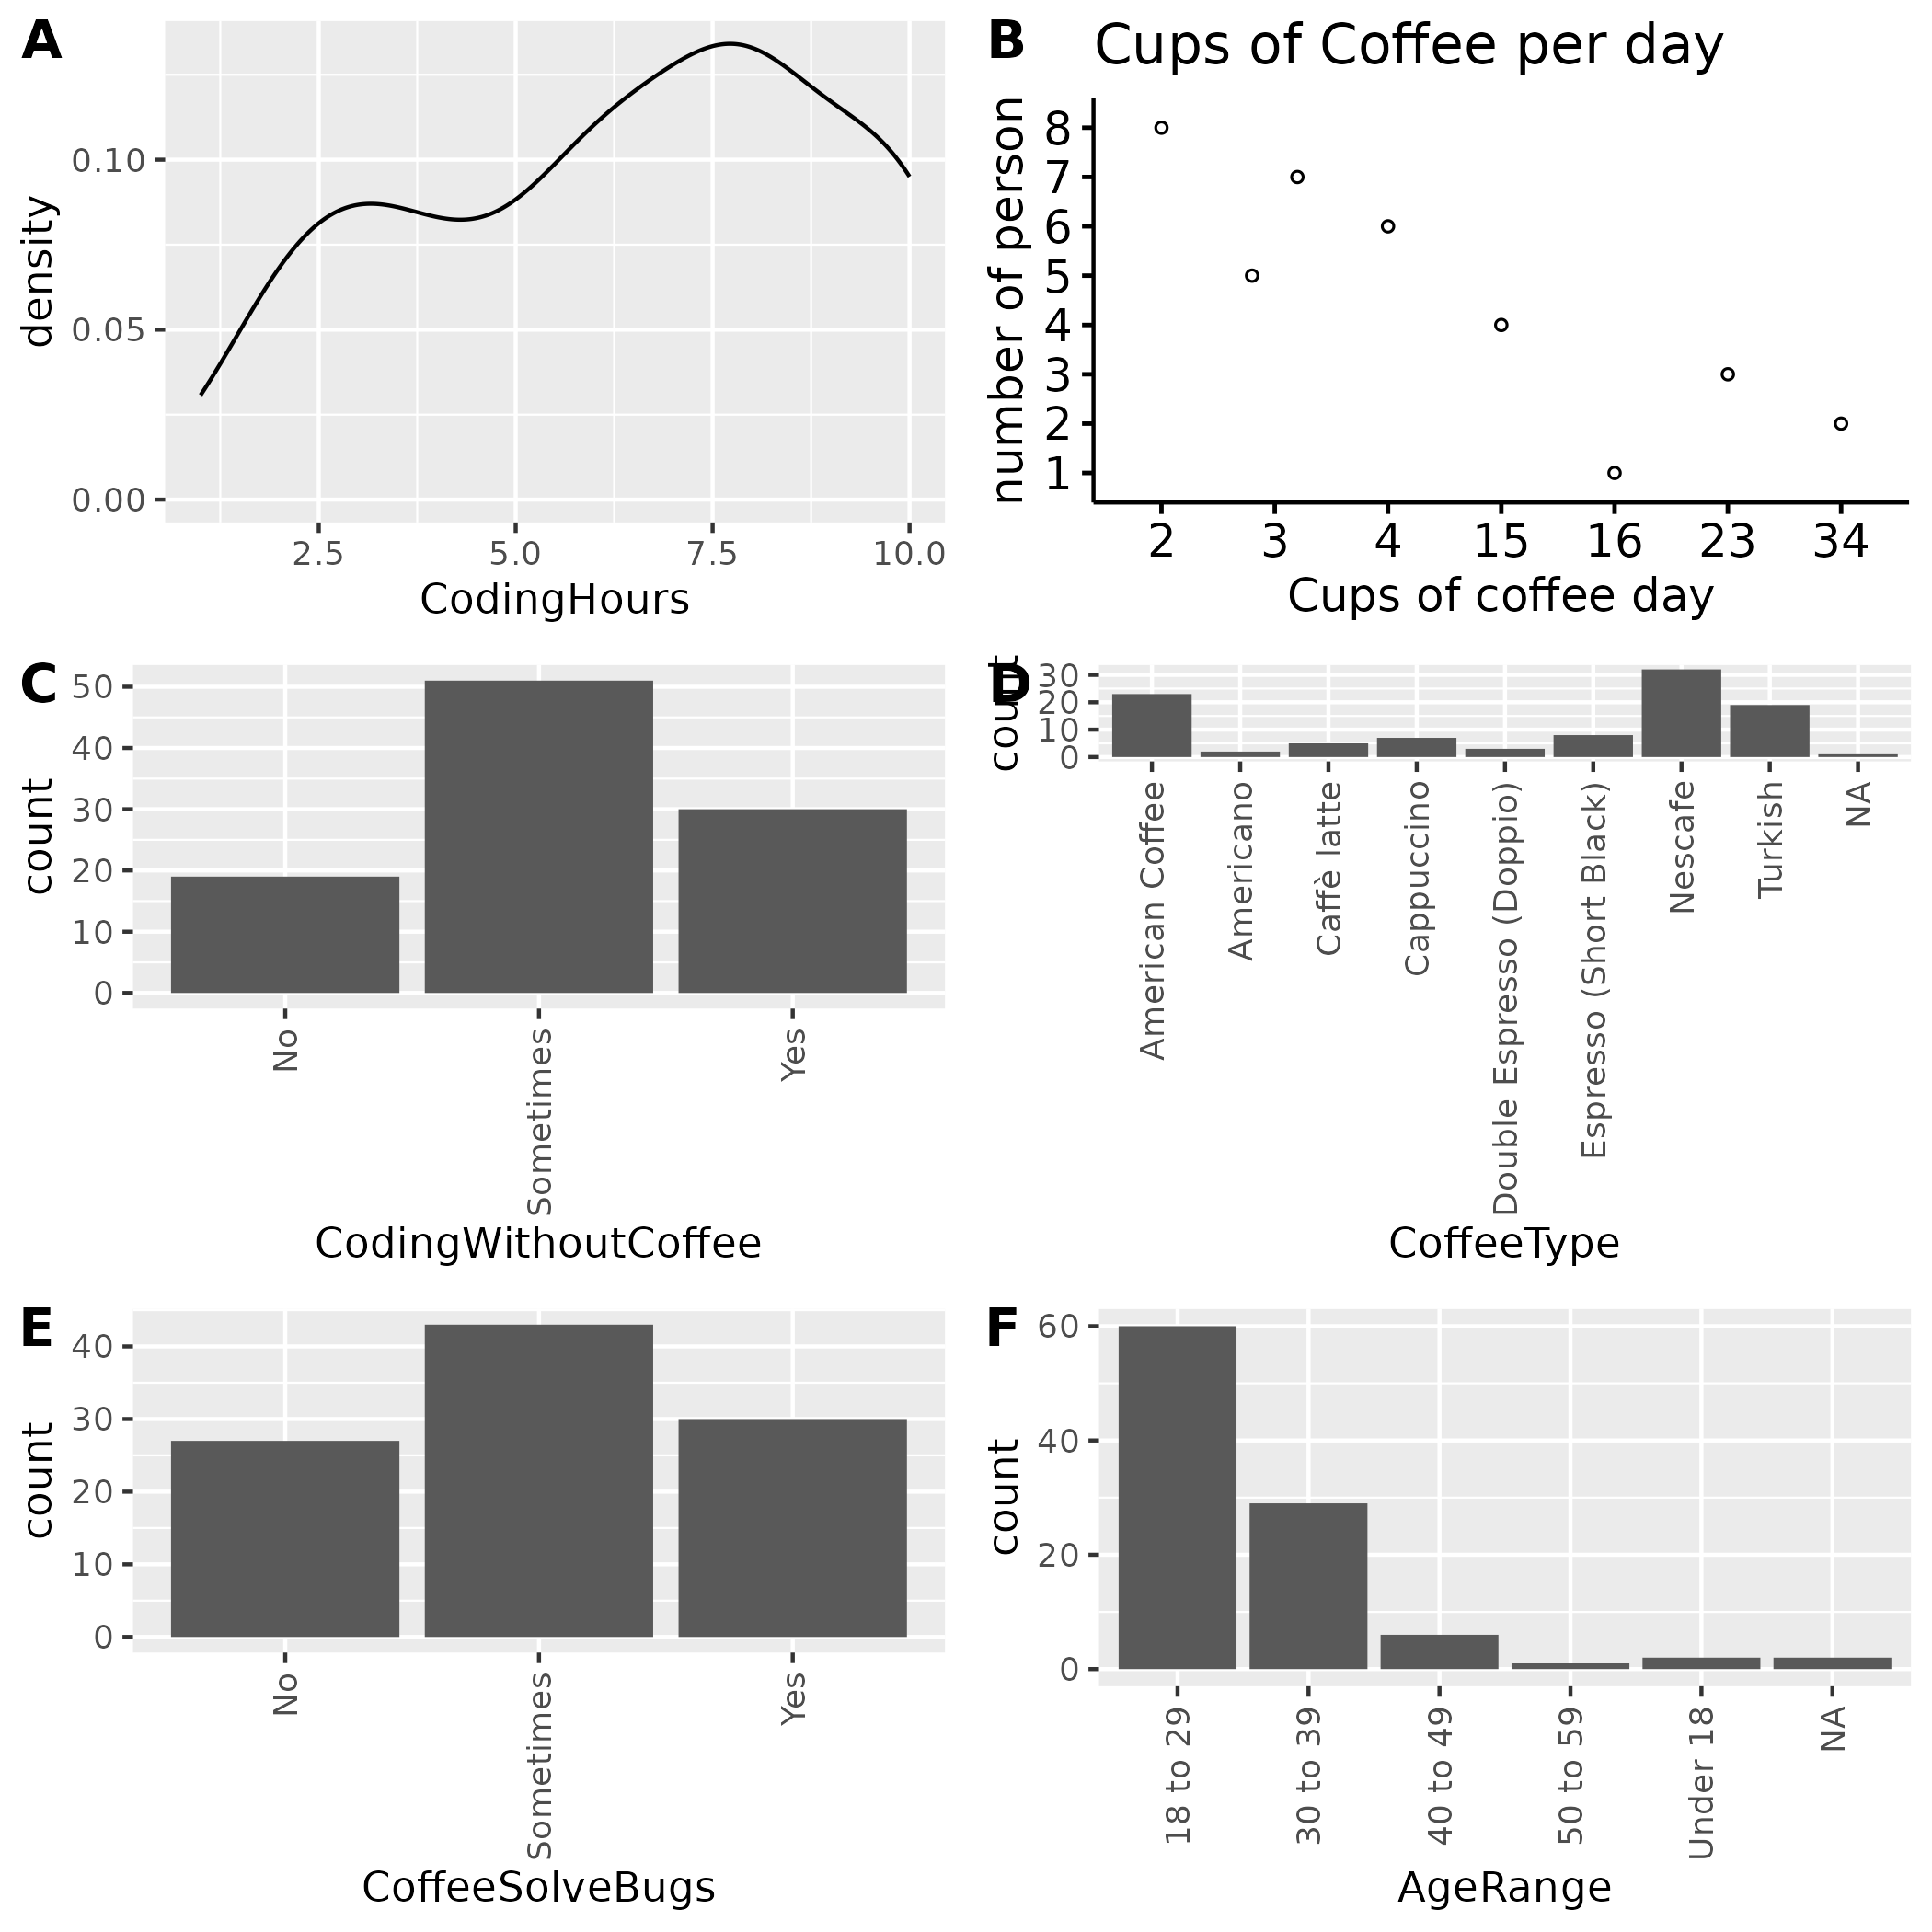 A
density
0.10
0.05
0.00
2.5 5.0 7.5 10.0
CodingHours
B
Cups of Coffee per day
number of person
8
7
6
5
4
3
2
1
2 3 4 15 16 23 34
Cups of coffee day
C
count
50
40
30
20
10
0
No Sometimes Yes
CodingWithoutCoffee
D
count
30
20
10
0
American Coffee
Americano
Caffè latte
Cappuccino
Double Espresso (Doppio)
Espresso (Short Black)
Nescafe
Turkish
NA
CoffeeType
E
count
40
30
20
10
0
No Sometimes Yes
CoffeeSolveBugs
F
count
60
40
20
0
18 to 29
30 to 39
40 to 49
50 to 59
Under 18
NA
AgeRange